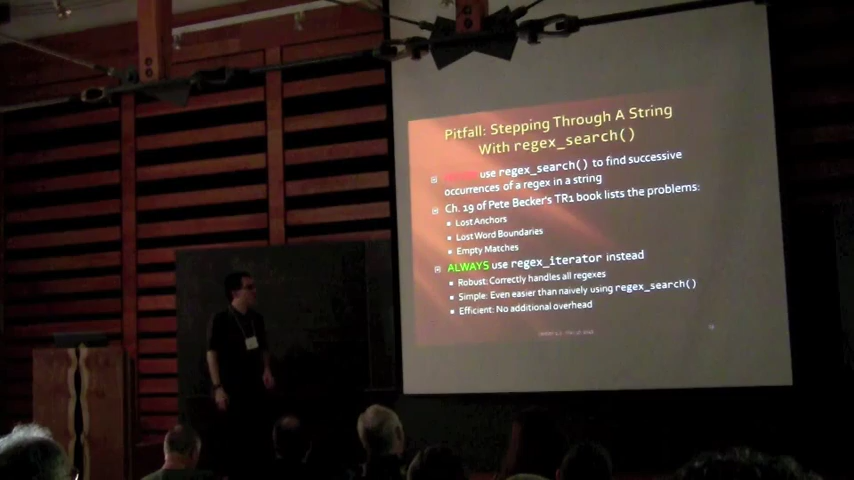 Pitfall: Stepping Through A String
With regex_search()
use regex_search() to find successive
occurrences of a regex in a string
Ch. 19 of Pete Becker's TR1 book lists the problems:
Lost Anchors
Lost Word Boundaries
Empty Matches
ALWAYS use regex_iterator instead
Robust: Correctly handles all regexes
Simple: Even easier than naively using regex_search()
Efficient: No additional overhead